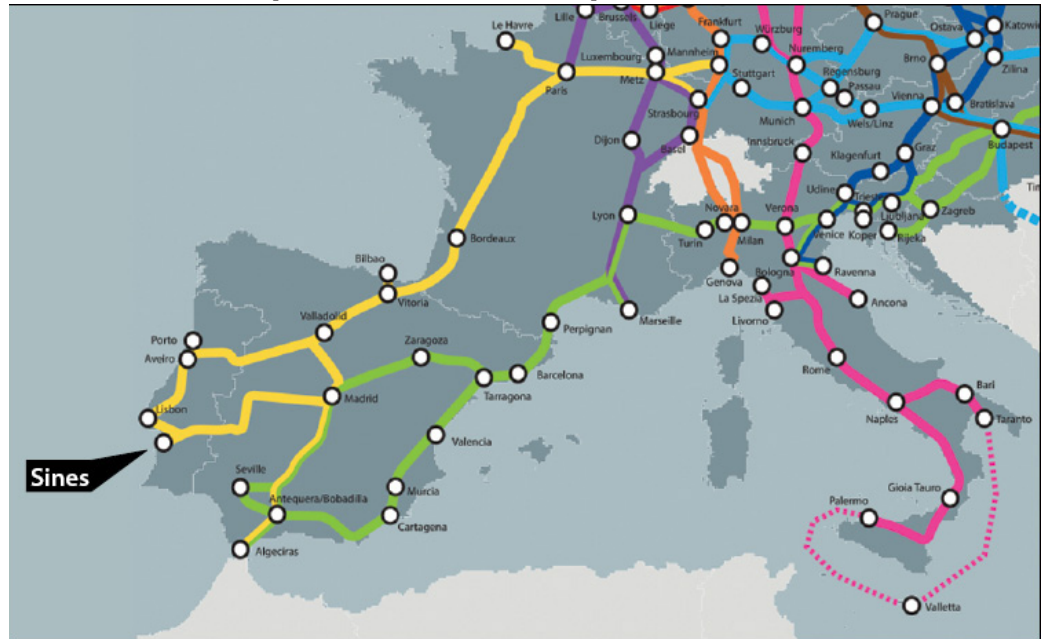 Lille
Brussels
Liege
Frankfurt
Prague
Ostava
Katowi
Le Havre
Würzburg
Luxembourg
Mannheim
Nuremberg
Brno
Zilina
Paris
Metz
Stuttgart
Regensburg
Passau
Vienna
Bratislava
Strasbourg
Munich
Wels/Linz
Budapest
Dijon
Basel
Innsbruck
Klagenfurt
Graz
Udine
Trieste
Tim
Lyon
Novara
Verona
Ljubljana
Zagreb
Turin
Milan
Venice
Koper
Rijeka
Bordeaux
Bilbao
Genova
Bologna
Ravenna
Vitoria
La Spezia
Ancona
Valladolid
Marseille
Livorno
Porto
Zaragoza
Perpignan
Aveiro
Rome
Barcelona
Tarragona
Bari
Lisbon
Madrid
Naples
Taranto
Valencia
Sines
Seville
Antequera/Bobadilla
Murcia
Gioia Tauro
Palermo
Cartagena
Algeciras
Valletta